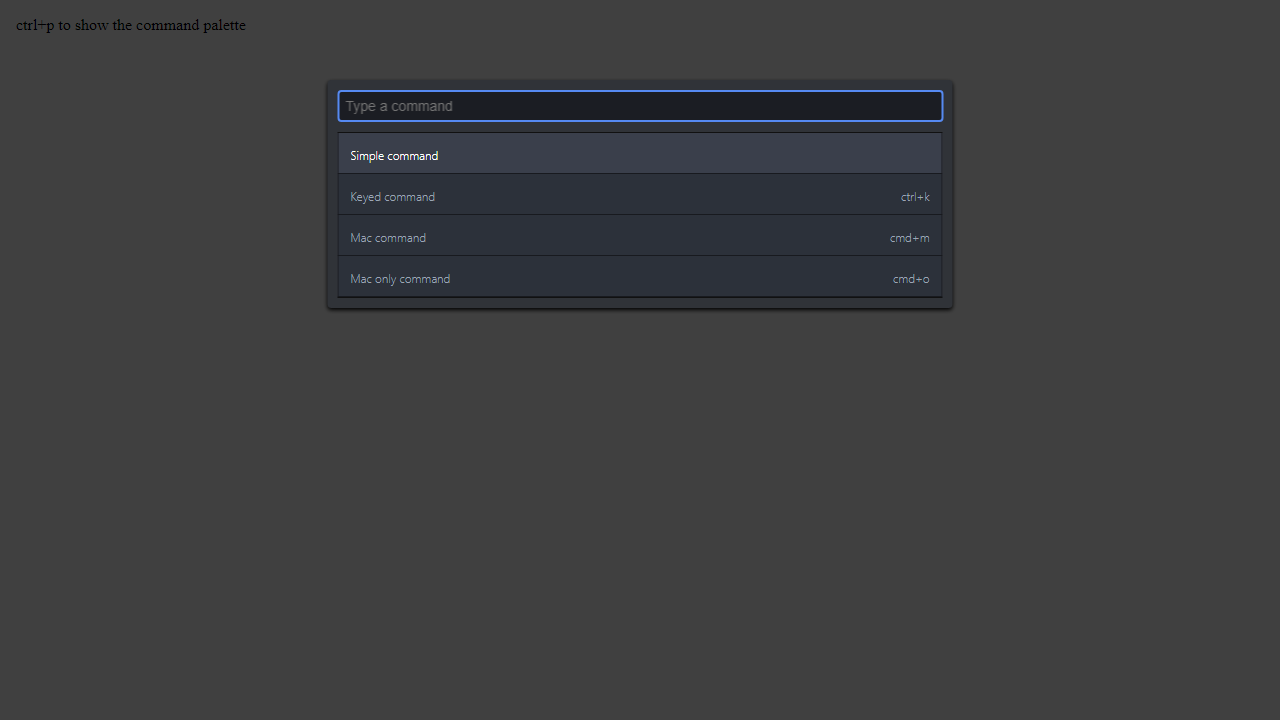 ctrl+p to show the command palette
Type a command
Simple command
Keyed command ctrl+k
Mac command cmd+m
Mac only command cmd+o